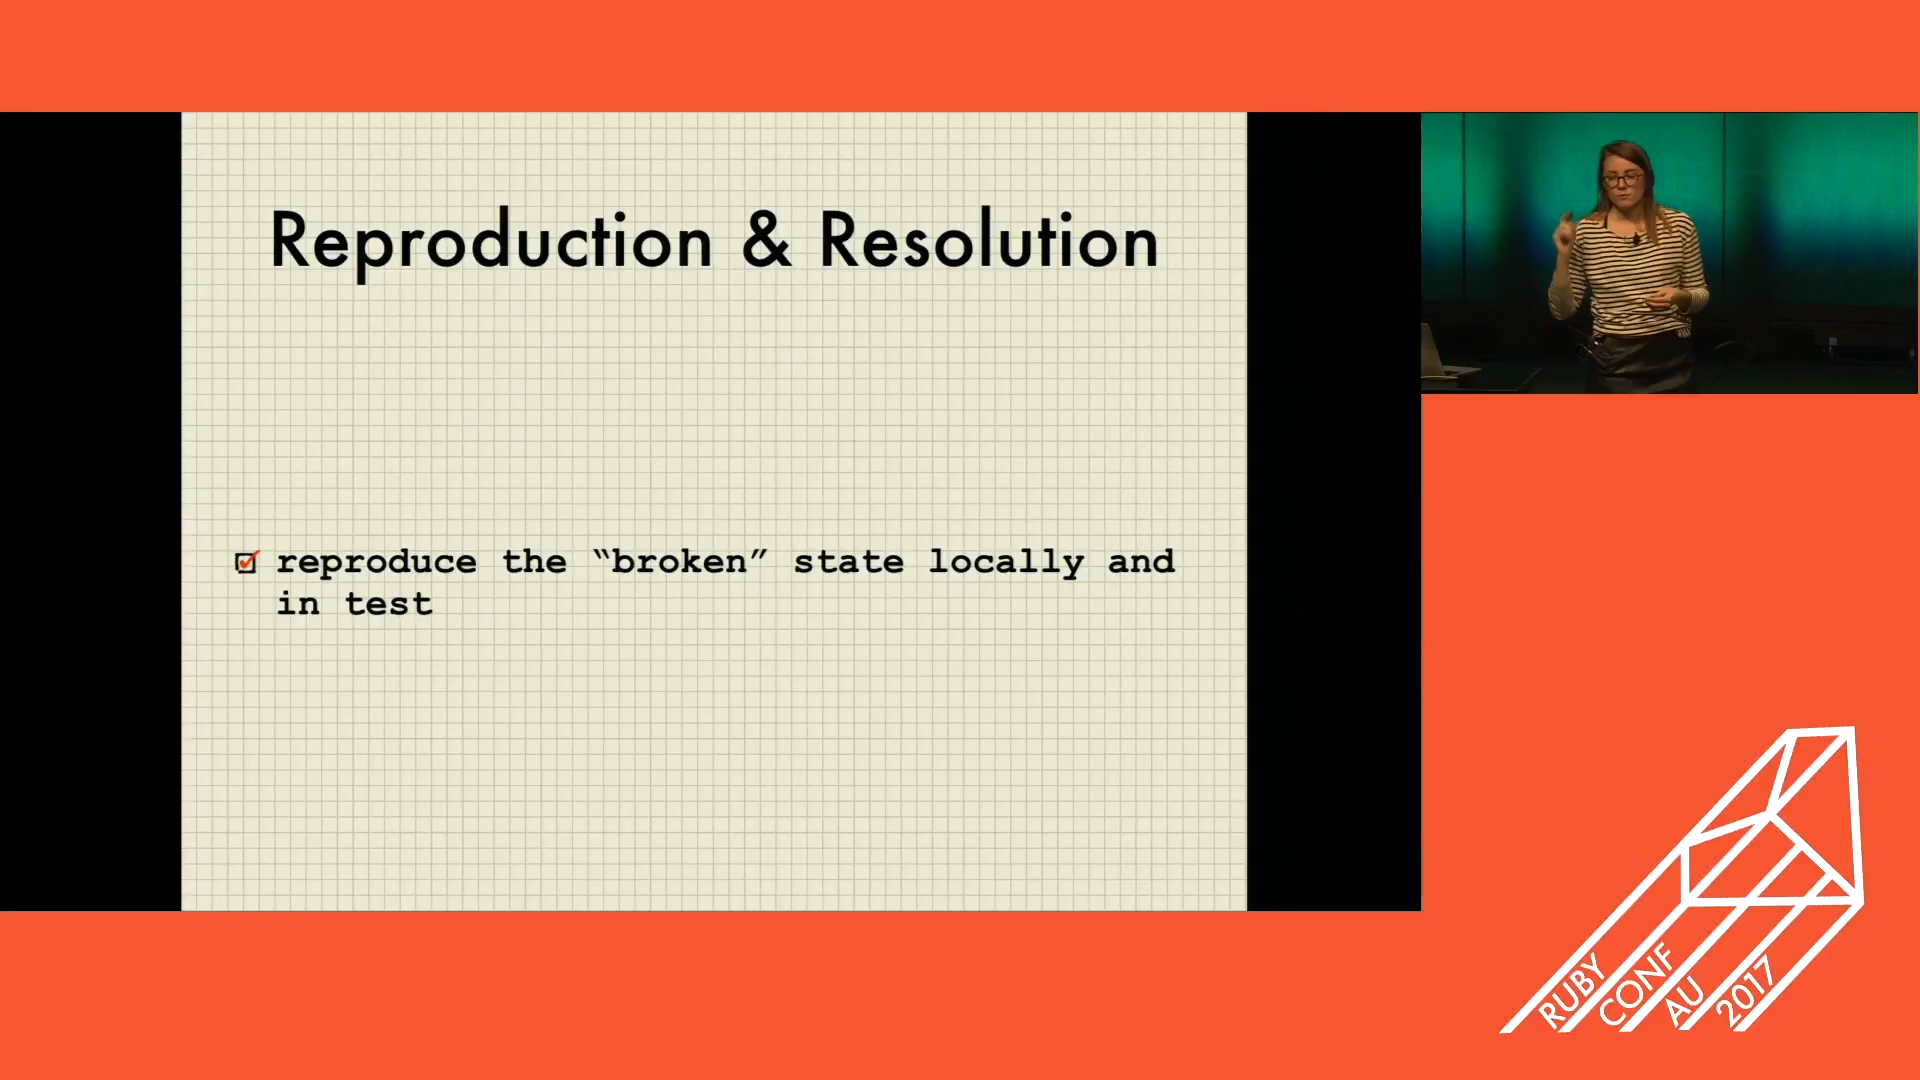 Reproduction & Resolution
reproduce the “broken” state locally and
in test
RUBY
CONF
AU
2017